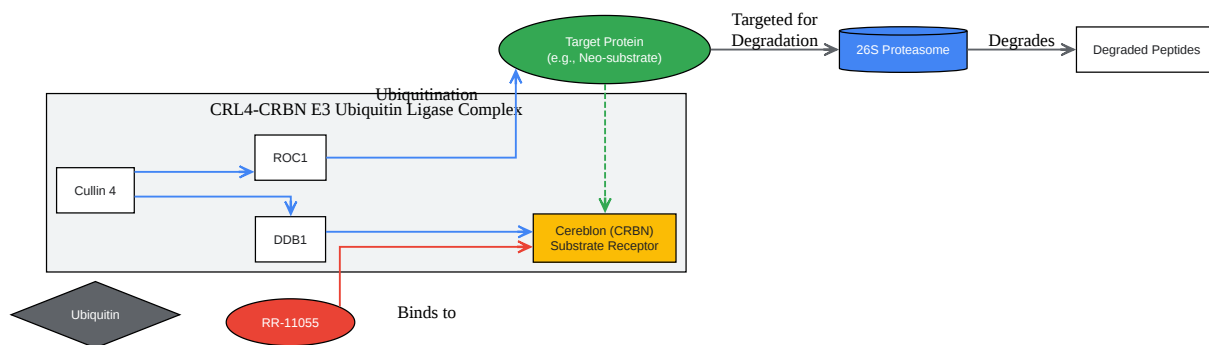 Targeted for
Degradation
Target Protein
(e.g., Neo-substrate)
26S Proteasome
Degrades
Degraded Peptides
Ubiquitination
CRL4-CRBN E3 Ubiquitin Ligase Complex
ROC1
Cullin 4
DDB1
Cereblon (CRBN)
Substrate Receptor
Ubiquitin
RR-11055
Binds to